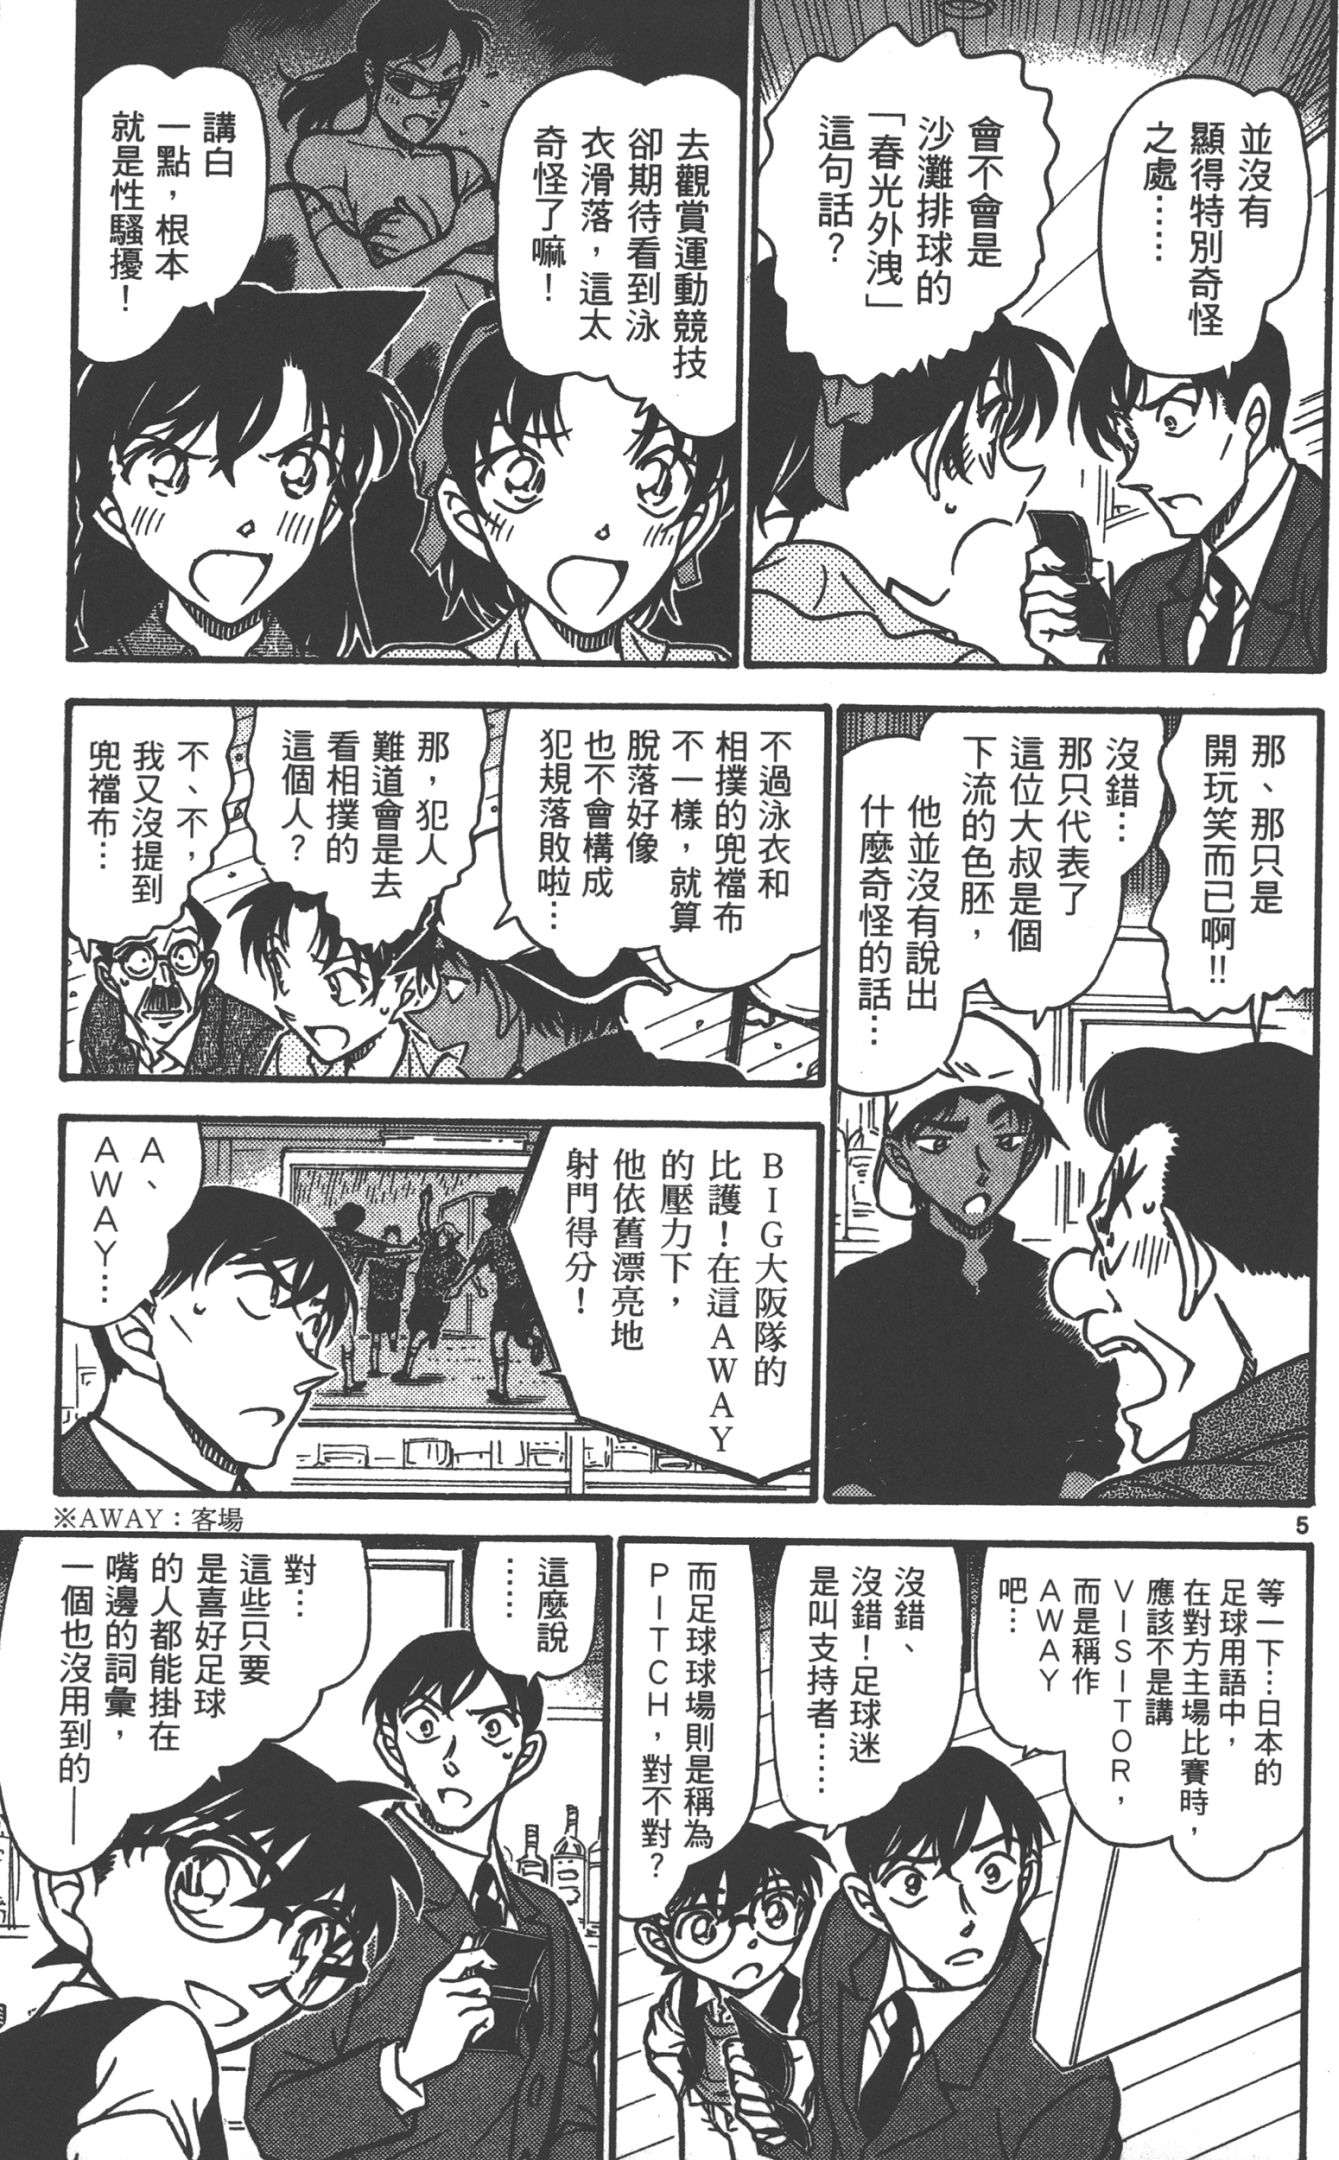 並沒有
顯得特別奇怪
之處……
會不會是
沙灘排球的
「春光外洩」
這句話？
去觀賞運動競技
卻期待看到泳
衣滑落，這太
奇怪了嘛！
講白
一點，根本
就是性騷擾！
那、那只是
開玩笑而已啊!!
沒錯…
那只代表了
這位大叔是個
下流的色胚，
他並沒有說出
什麼奇怪的話…
不過泳衣和
相撲的兜襠布
不一樣，就算
脫落好像
也不會構成
犯規落敗啦…
那，犯人
難道會是去
看相撲的
這個人？
不、不，
我又沒提到
兜襠布…
BIG大阪隊的
比護！在這AWAY
的壓力下，
他依舊漂亮地
射門得分！
A、
AWAY…
※AWAY：客場
5
等一下…日本的
足球用語中，
在對方主場比賽時，
應該不是講
VISITOR，
而是稱作
AWAY
吧…
沒錯、
沒錯！足球迷
是叫支持者……
而足球球場則是稱為
PITCH，對不對？
這麼說
……
對…
這些只要
是喜好足球
的人都能掛在
嘴邊的詞彙，
一個也沒用到的——